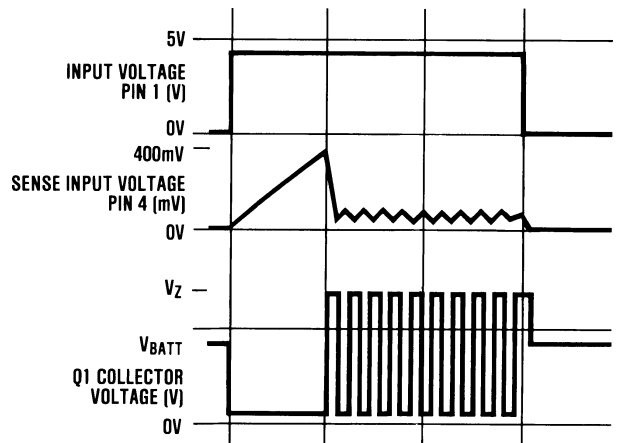 5V
INPUT VOLTAGE
PIN 1 (V)
0V
400mV
SENSE INPUT VOLTAGE
PIN 4 (mV)
0V
VZ
VBATT
Q1 COLLECTOR
VOLTAGE (V)
0V